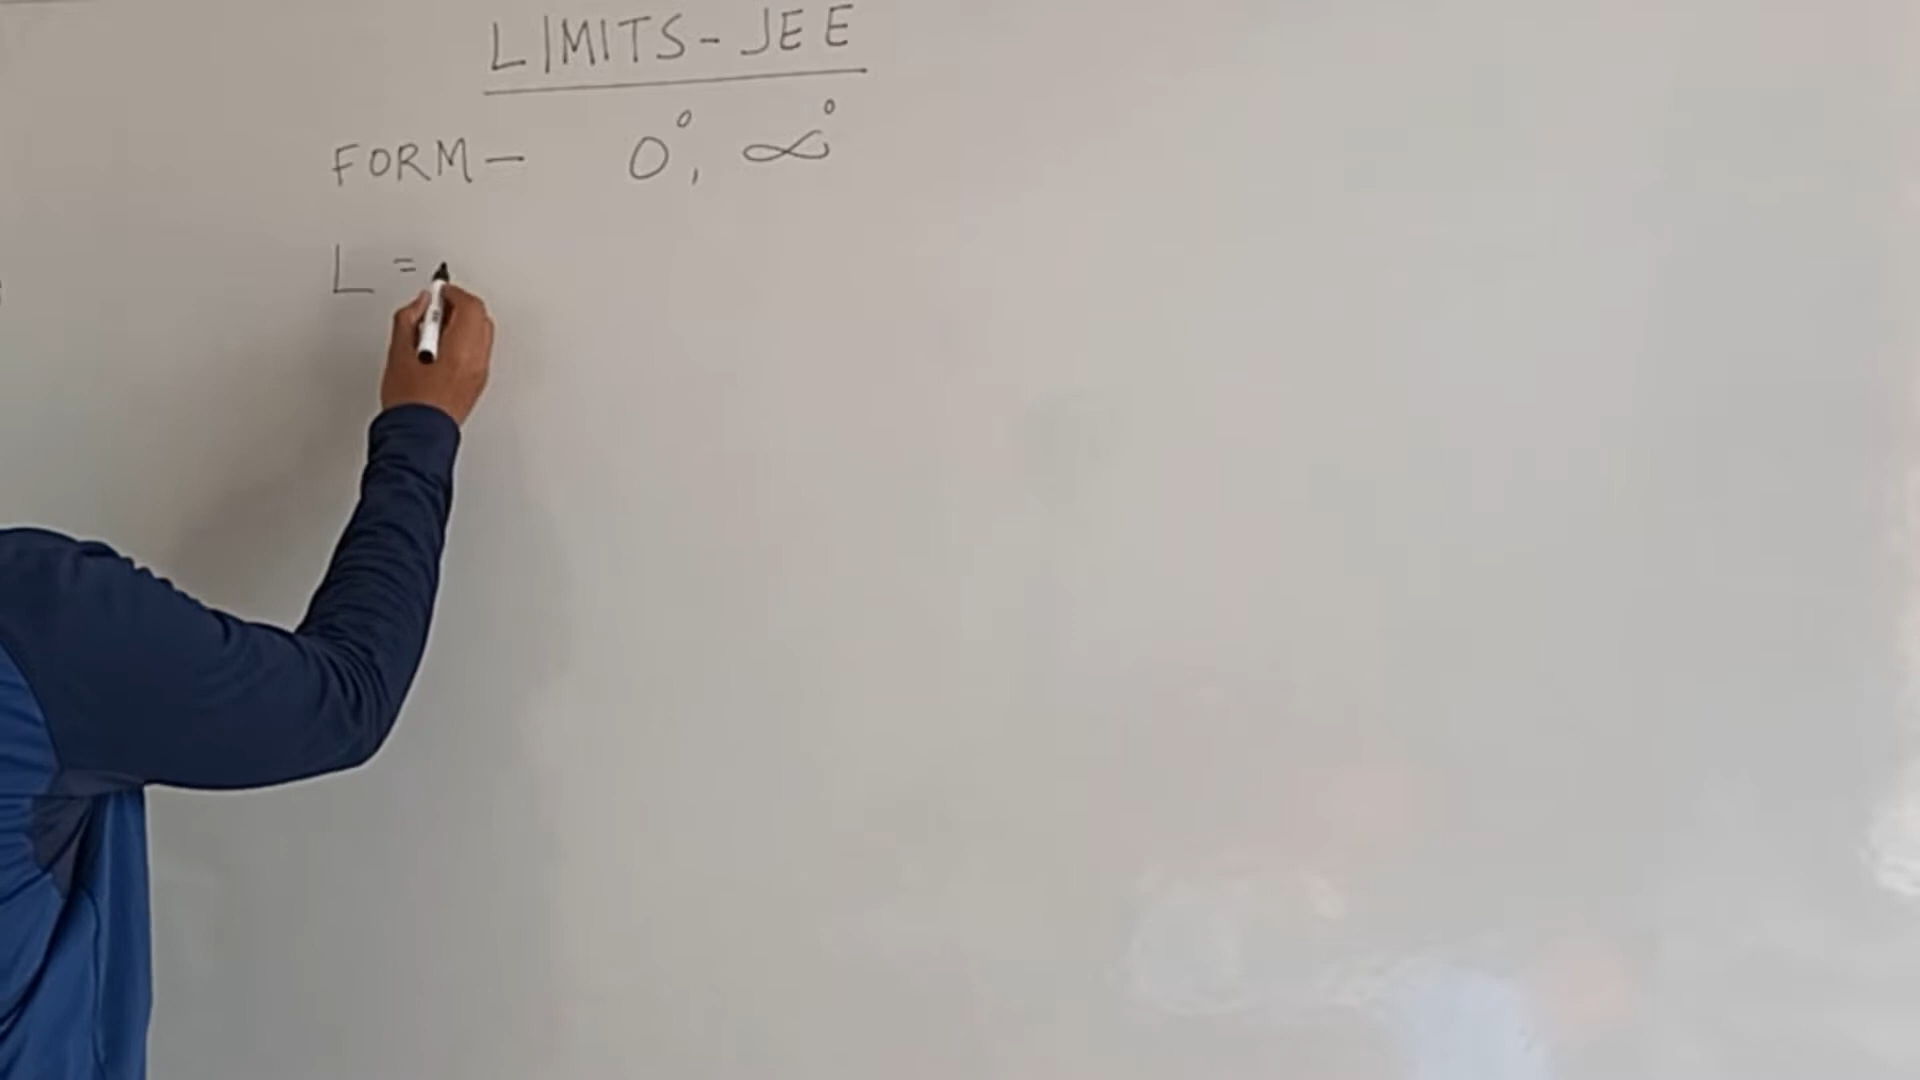 LIMITS - JEE
FORM — 0⁰, ∞⁰
L =